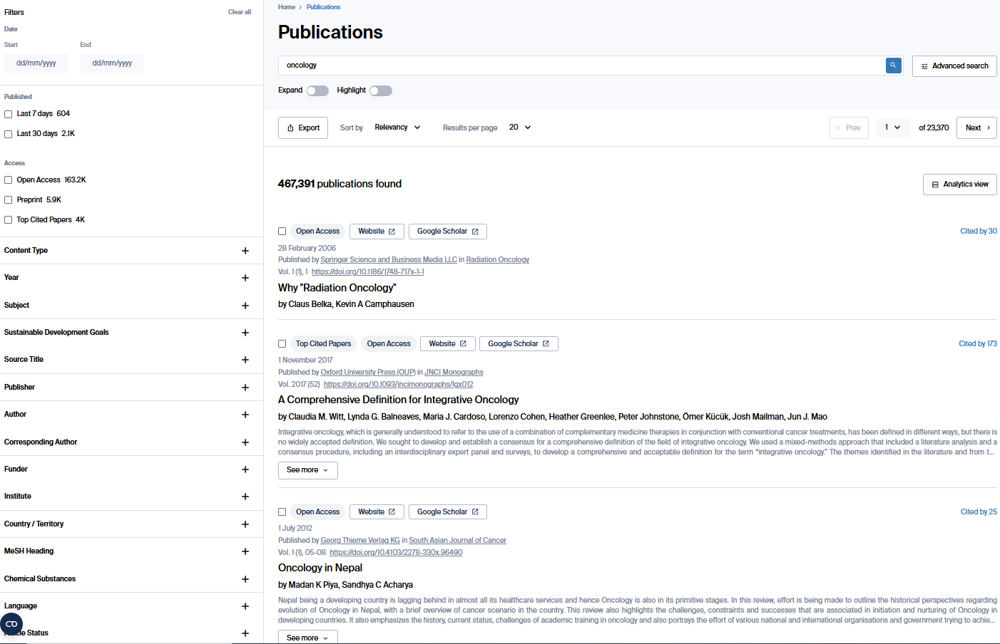 Filters
Clear all
Date
Start
End
dd/mm/yyyy
dd/mm/yyyy
Published
Last 7 days 604
Last 30 days 2.1K
Access
Open Access 163.2K
Preprint 5.9K
Top Cited Papers 4K
Content Type
Year
Subject
Sustainable Development Goals
Source Title
Publisher
Author
Corresponding Author
Funder
Institute
Country / Territory
MeSH Heading
Chemical Substances
Language
Status
Home > Publications
Publications
oncology
Advanced search
Expand
Highlight
Export
Sort by Relevancy
Results per page 20
< Prev
1
of 23,370
Next >
467,391 publications found
Analytics view
Open Access Website Google Scholar Cited by 30
28 February 2006
Published by Springer Science and Business Media LLC in Radiation Oncology
Vol. 1 (1), 1 https://doi.org/10.1186/1748-717x-1-1
Why "Radiation Oncology"
by Claus Belka, Kevin A Camphausen
Top Cited Papers Open Access Website Google Scholar Cited by 173
1 November 2017
Published by Oxford University Press (OUP) in JNCI Monographs
Vol. 2017 (52) https://doi.org/10.1093/jncimonographs/lgx012
A Comprehensive Definition for Integrative Oncology
by Claudia M. Witt, Lynda G. Balneaves, Maria J. Cardoso, Lorenzo Cohen, Heather Greenlee, Peter Johnstone, Ömer Kücük, Josh Mailman, Jun J. Mao
Integrative oncology, which is generally understood to refer to the use of a combination of complementary medicine therapies in conjunction with conventional cancer treatments, has been defined in different ways, but there is
no widely accepted definition. We sought to develop and establish a consensus for a comprehensive definition of the field of integrative oncology. We used a mixed-methods approach that included a literature analysis and a
consensus procedure, including an interdisciplinary expert panel and surveys, to develop a comprehensive and acceptable definition for the term “integrative oncology.” The themes identified in the literature and from t...
See more
Open Access Website Google Scholar Cited by 25
1 July 2012
Published by Georg Thieme Verlag KG in South Asian Journal of Cancer
Vol. 1 (1), 05-08 https://doi.org/10.4103/2278-330x.96490
Oncology in Nepal
by Madan K Piya, Sandhya C Acharya
Nepal being a developing country is lagging behind in almost all its healthcare services and hence Oncology is also in its primitive stages. In this review, effort is being made to outline the historical perspectives regarding
evolution of Oncology in Nepal, with a brief overview of cancer scenario in the country. This review also highlights the challenges, constraints and successes that are associated in initiation and nurturing of Oncology in
developing countries. It also emphasizes the history, current status, challenges of academic training in oncology and also portrays the effort of various national and international organisations and government trying to achie...
See more